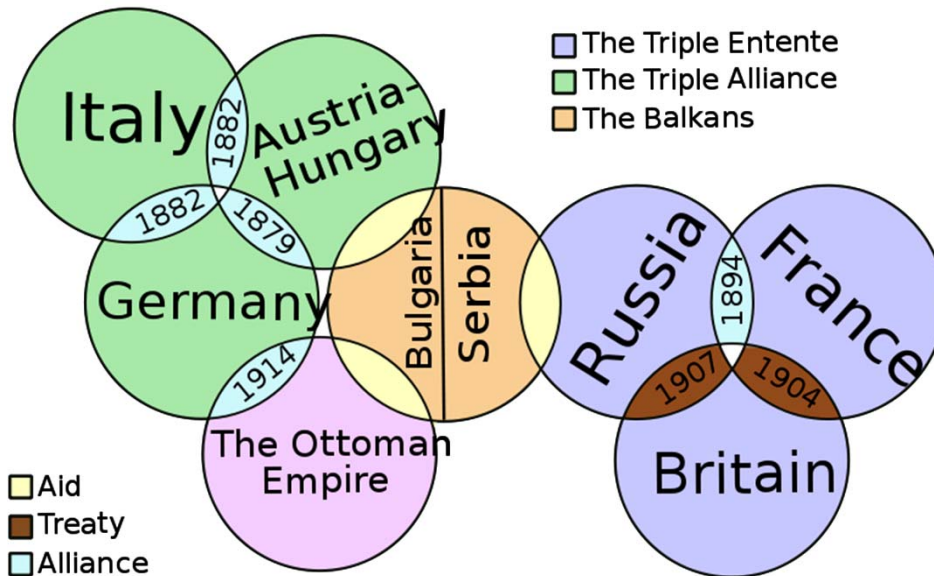 Italy
1882
Austria-
Hungary
1882
1879
Germany
1914
The Ottoman
Empire
Bulgaria
Serbia
Russia
1894
France
1907
1904
Britain
The Triple Entente
The Triple Alliance
The Balkans
Aid
Treaty
Alliance